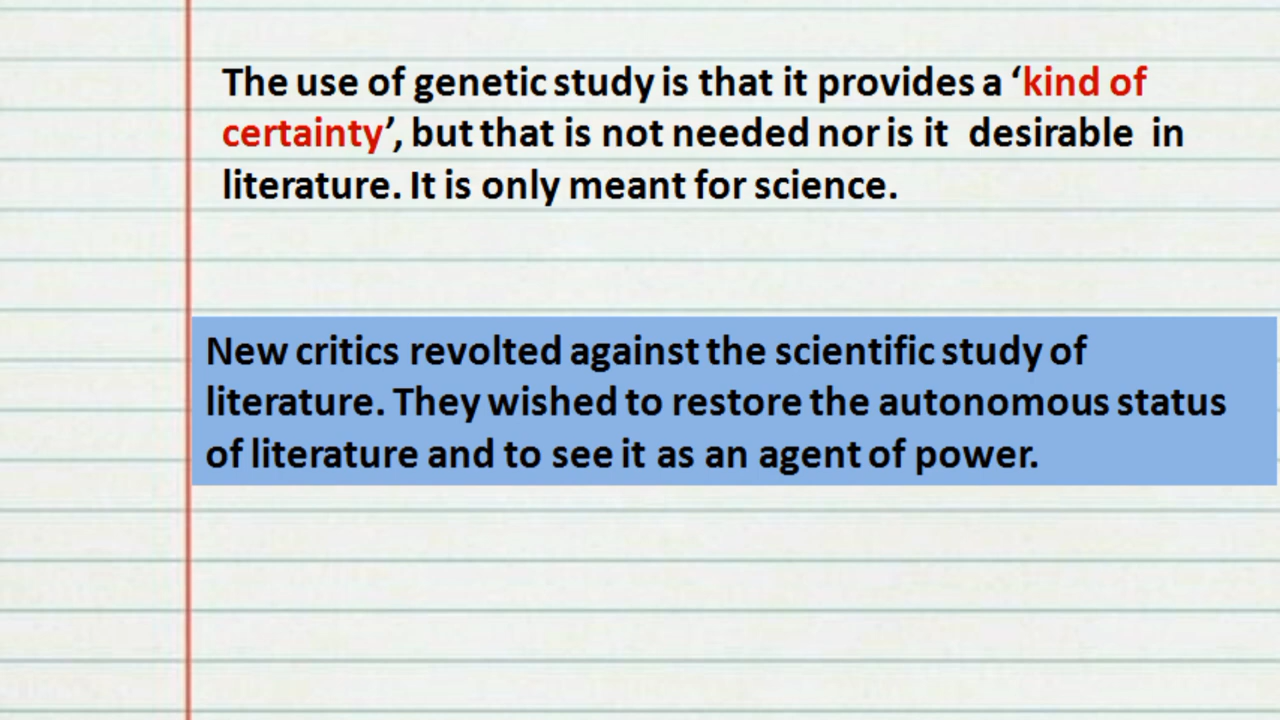 The use of genetic study is that it provides a ‘kind of
certainty’, but that is not needed nor is it desirable in
literature. It is only meant for science.
New critics revolted against the scientific study of
literature. They wished to restore the autonomous status
of literature and to see it as an agent of power.